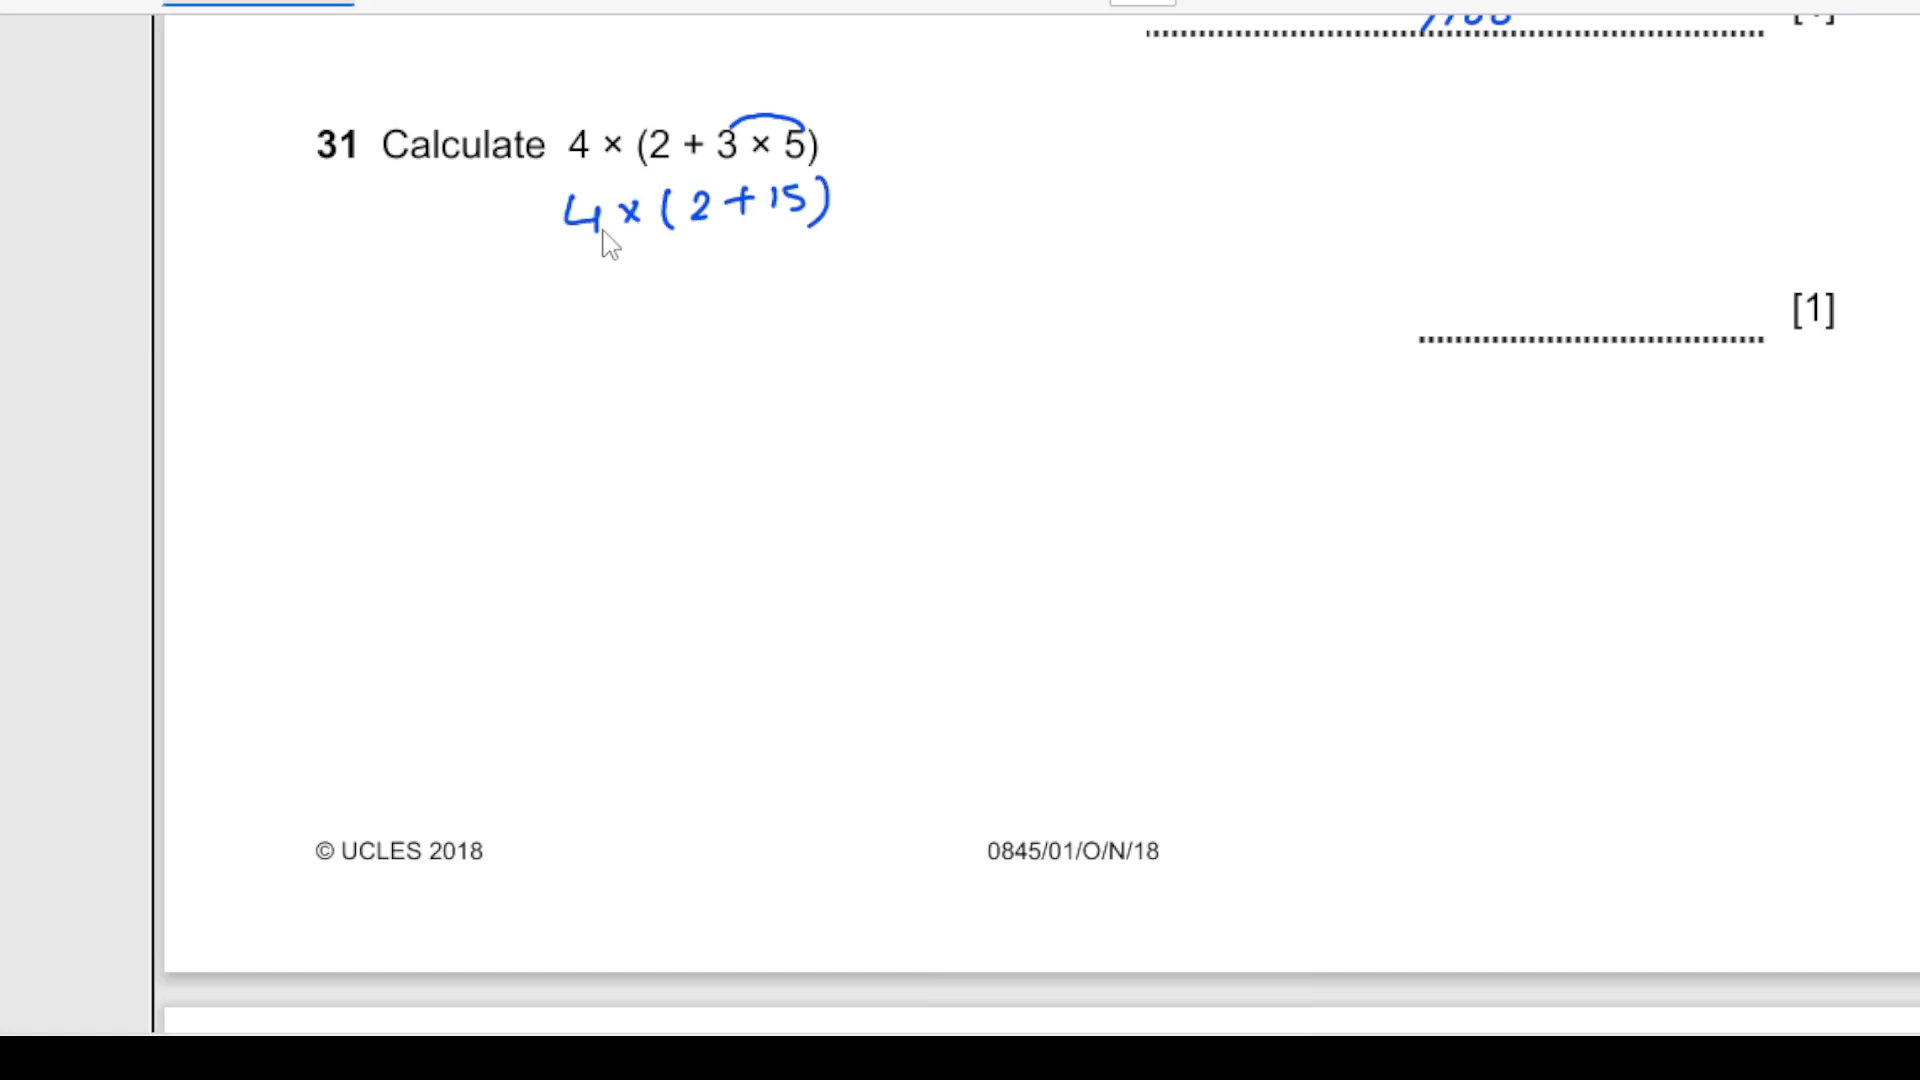 31 Calculate 4 × (2 + 3 × 5)
4 × (2 + 15)
[1]
© UCLES 2018
0845/01/O/N/18